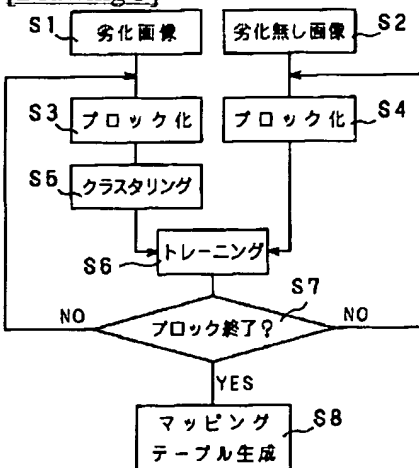 S1
劣化画像
劣化無し画像
S2
S3
ブロック化
ブロック化
S4
S5
クラスタリング
トレーニング
S6
S7
NO
ブロック終了?
NO
YES
マッピング
テーブル生成
S8